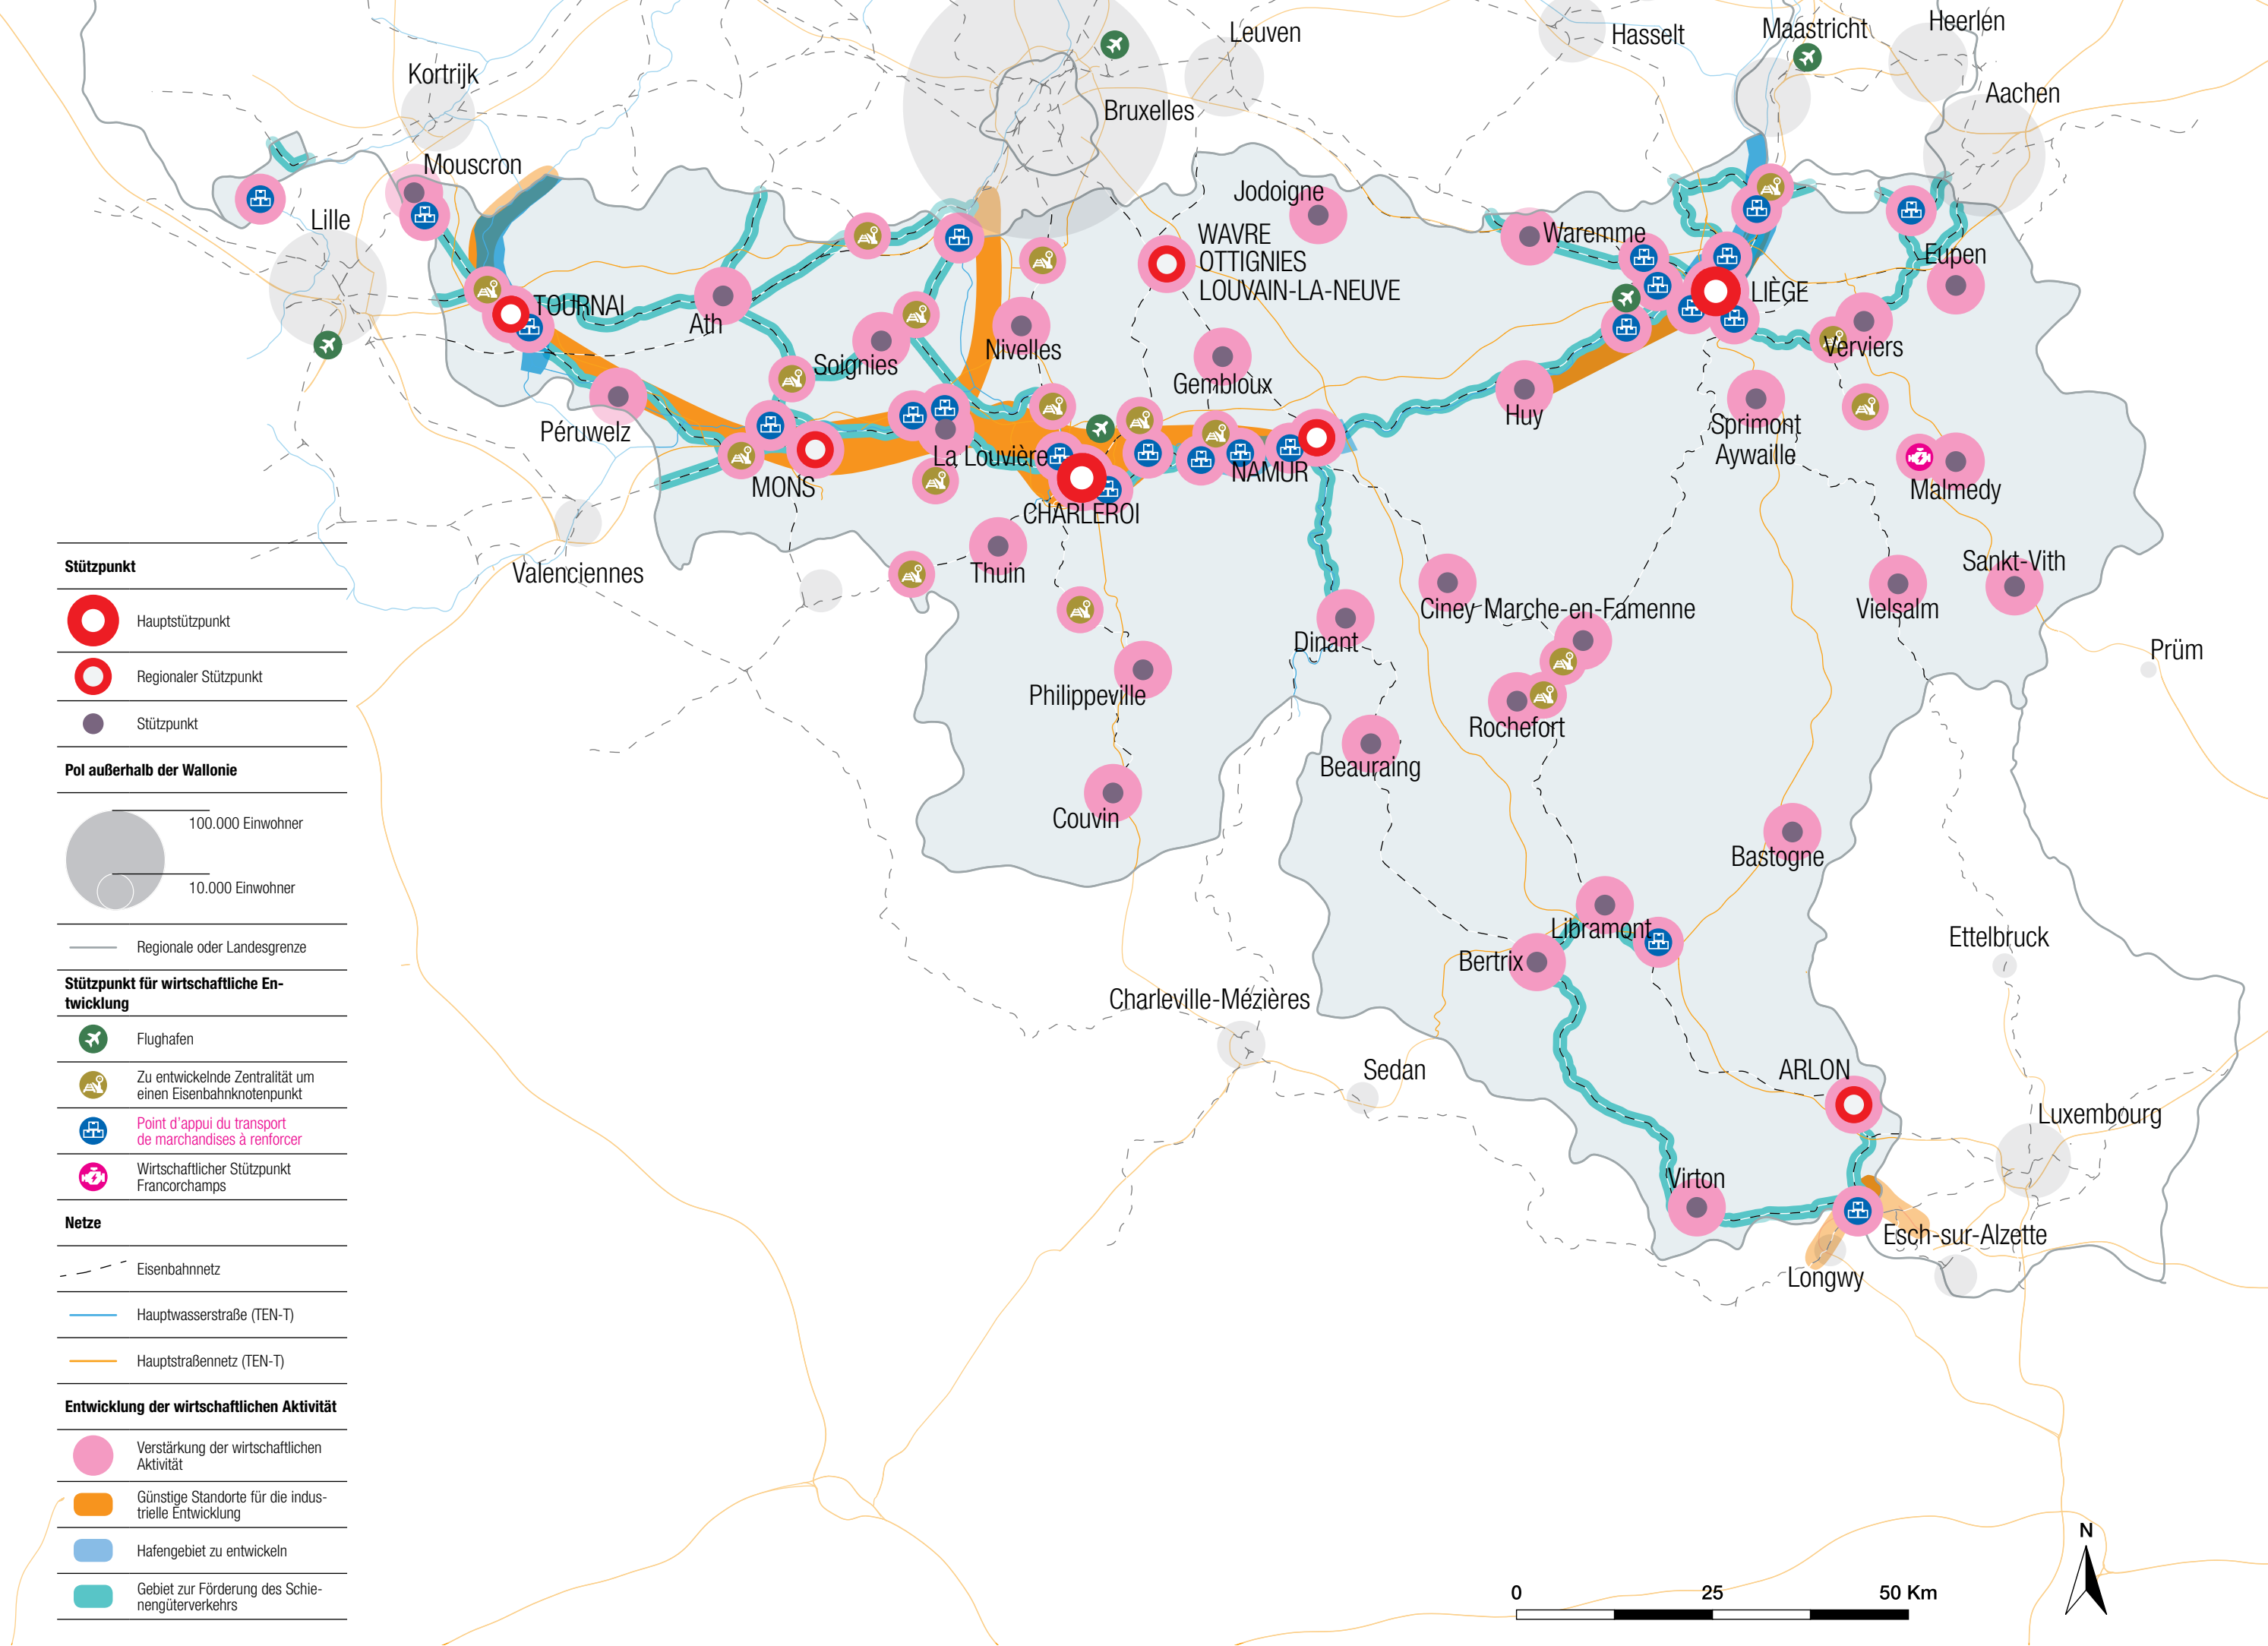 Leuven
Hasselt
Maastricht
Heerlen
Kortrijk
Bruxelles
Aachen
Mouscron
Lille
Jodoigne
WAVRE
OTTIGNIES
LOUVAIN-LA-NEUVE
Waremme
Eupen
TOURNAI
Ath
LIÈGE
Soignies
Nivelles
Gembloux
Verviers
Péruwelz
Huy
Sprimont
Aywaille
La Louvière
NAMUR
MONS
Malmedy
CHARLEROI
Valenciennes
Thuin
Sankt-Vith
Ciney
Marche-en-Famenne
Vielsalm
Dinant
Prüm
Philippeville
Rochefort
Beauraing
Couvin
Bastogne
Libramont
Ettelbruck
Bertrix
Charleville-Mézières
Sedan
ARLON
Luxembourg
Virton
Esch-sur-Alzette
Longwy
Stützpunkt
Hauptstützpunkt
Regionaler Stützpunkt
Stützpunkt
Pol außerhalb der Wallonie
100.000 Einwohner
10.000 Einwohner
Regionale oder Landesgrenze
Stützpunkt für wirtschaftliche En-
twicklung
Flughafen
Zu entwickelnde Zentralität um
einen Eisenbahnknotenpunkt
Point d'appui du transport
de marchandises à renforcer
Wirtschaftlicher Stützpunkt
Francorchamps
Netze
Eisenbahnnetz
Hauptwasserstraße (TEN-T)
Hauptstraßennetz (TEN-T)
Entwicklung der wirtschaftlichen Aktivität
Verstärkung der wirtschaftlichen
Aktivität
Günstige Standorte für die indus-
trielle Entwicklung
Hafengebiet zu entwickeln
Gebiet zur Förderung des Schie-
nengüterverkehrs
0 25 50 Km
N